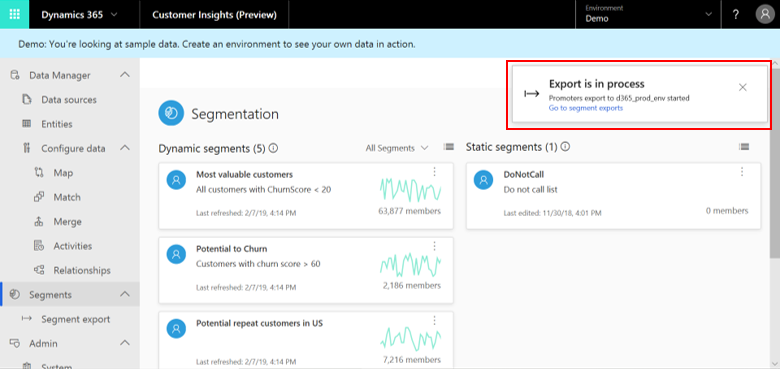 Dynamics 365
Customer Insights (Preview)
Environment
Demo
?
Demo: You're looking at sample data. Create an environment to see your own data in action.
Data Manager
Data sources
Entities
Configure data
Map
Match
Merge
Activities
Relationships
Segments
Segment export
Admin
System
Export is in process
Promoters export to d365_prod_env started
Go to segment exports
Segmentation
Dynamic segments (5)
All Segments
Most valuable customers
All customers with ChurnScore < 20
Last refreshed: 2/7/19, 4:14 PM
63,877 members
Potential to Churn
Customers with churn score > 60
Last refreshed: 2/7/19, 4:14 PM
2,186 members
Potential repeat customers in US
Last refreshed: 2/7/19, 4:14 PM
7,216 members
Static segments (1)
DoNotCall
Do not call list
Last edited: 11/30/18, 4:01 PM
0 members